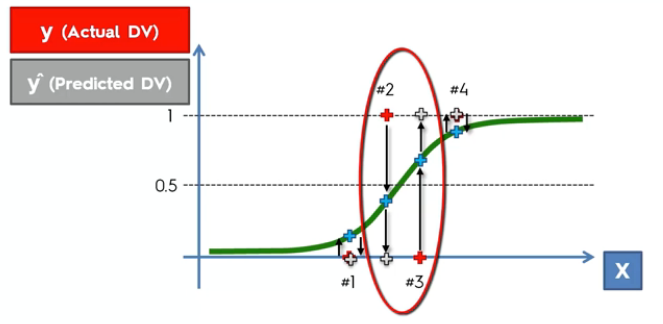 y (Actual DV)
y^ (Predicted DV)
#2
#4
1
0.5
#1
#3
X